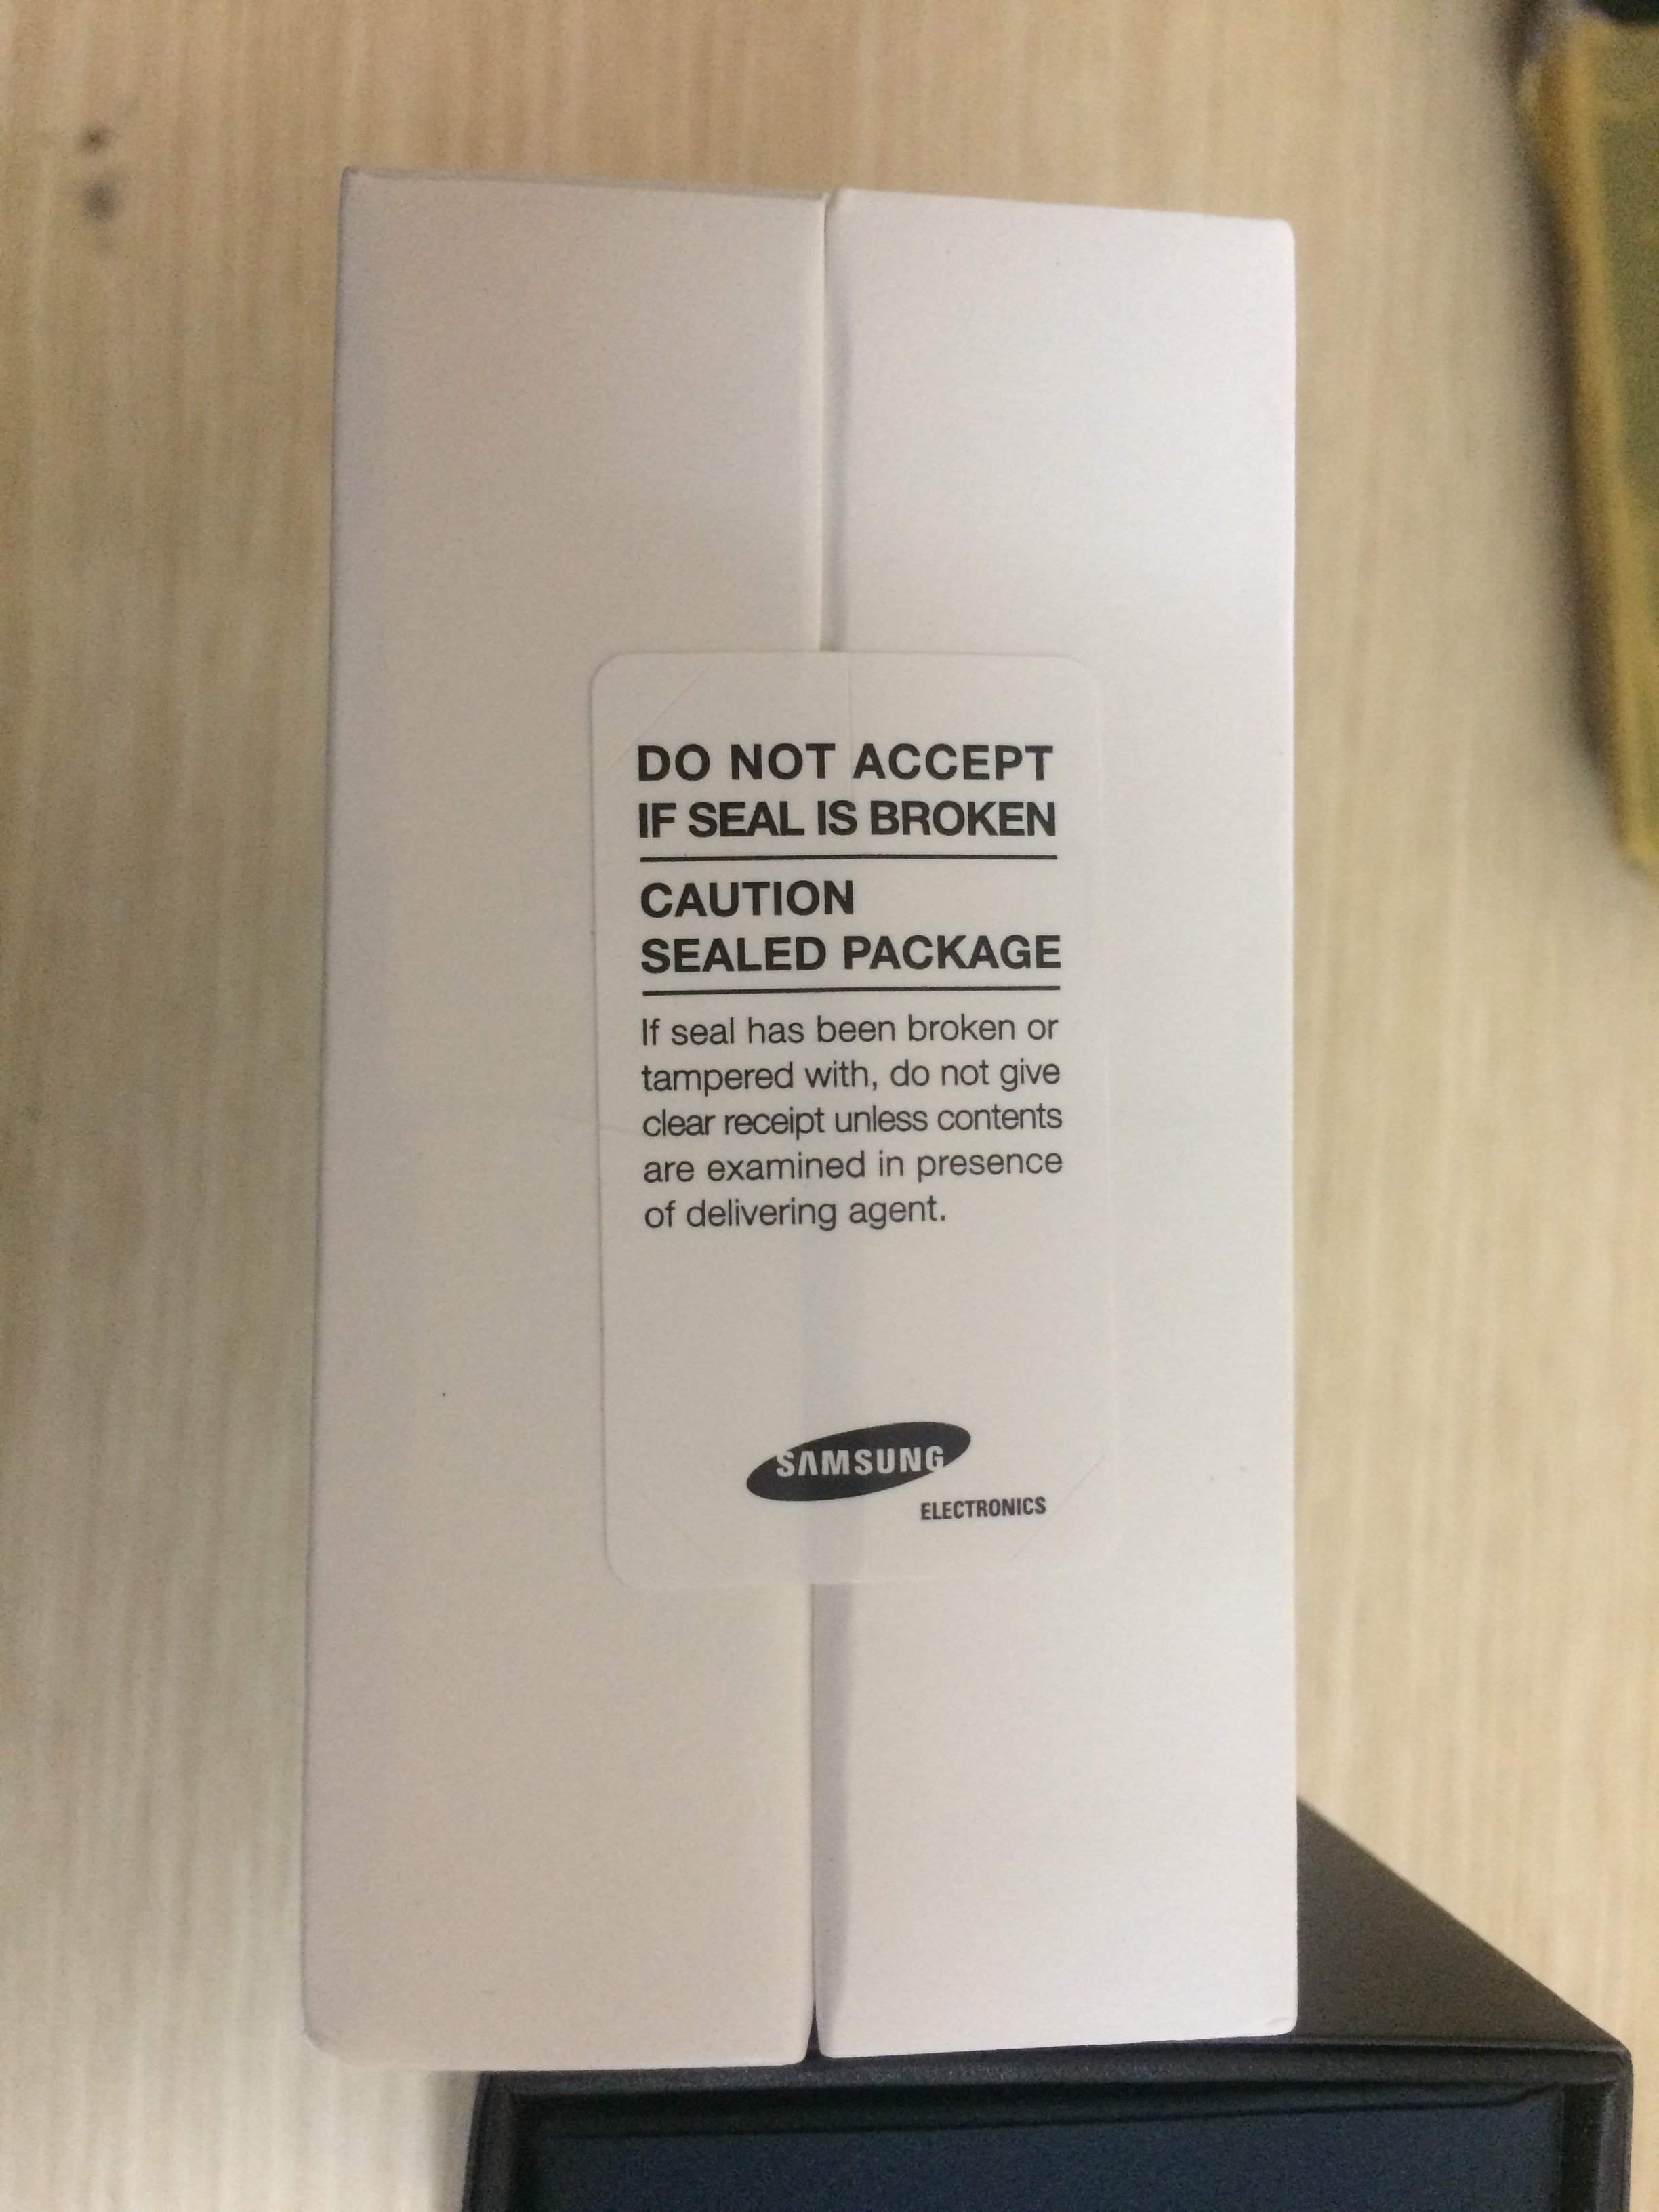 DO NOT ACCEPT
IF SEAL IS BROKEN
CAUTION
SEALED PACKAGE
If seal has been broken or
tampered with, do not give
clear receipt unless contents
are examined in presence
of delivering agent.
SAMSUNG
ELECTRONICS